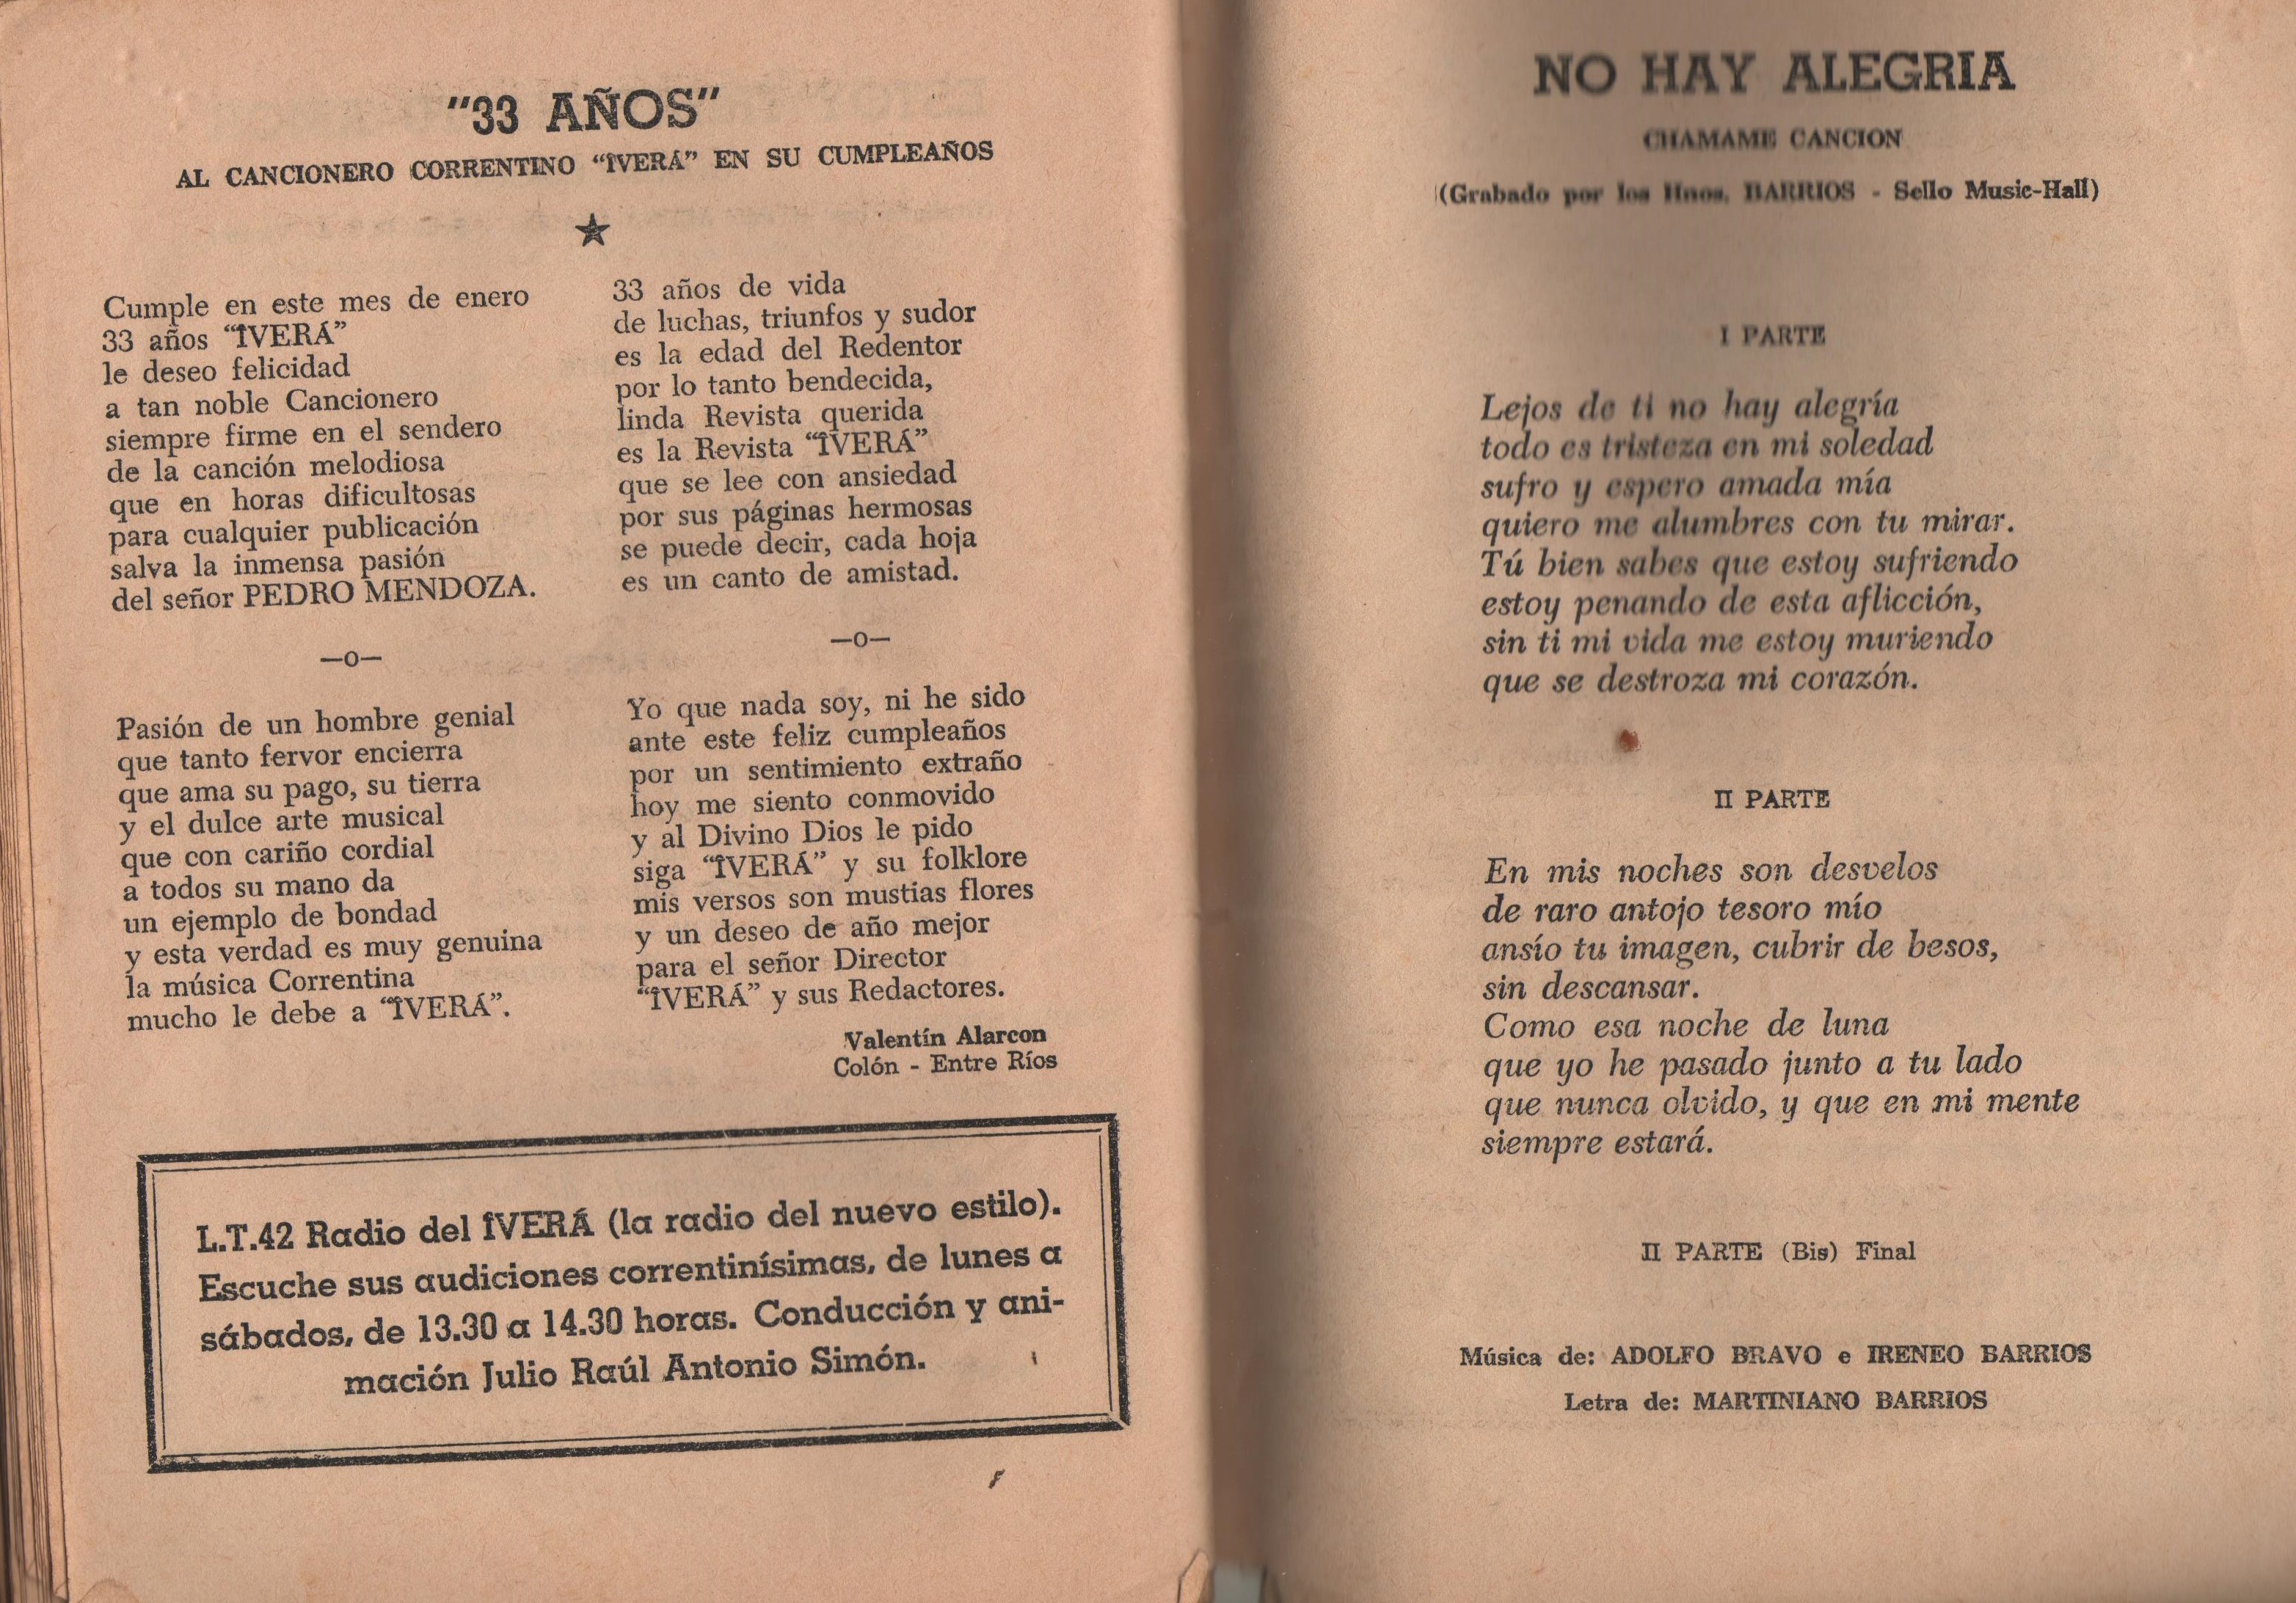 "33 AÑOS"
AL CANCIONERO CORRENTINO “ÎVERÁ” EN SU CUMPLEAÑOS
Cumple en este mes de enero
33 años “ÎVERÁ”
le deseo felicidad
a tan noble Cancionero
siempre firme en el sendero
de la canción melodiosa
que en horas dificultosas
para cualquier publicación
salva la inmensa pasión
del señor PEDRO MENDOZA.
—o—
Pasión de un hombre genial
que tanto fervor encierra
que ama su pago, su tierra
y el dulce arte musical
que con cariño cordial
a todos su mano da
un ejemplo de bondad
y esta verdad es muy genuina
la música Correntina
mucho le debe a “ÎVERÁ”.
33 años de vida
de luchas, triunfos y sudor
es la edad del Redentor
por lo tanto bendecida,
linda Revista querida
es la Revista “ÎVERÁ”
que se lee con ansiedad
por sus páginas hermosas
se puede decir, cada hoja
es un canto de amistad.
—o—
Yo que nada soy, ni he sido
ante este feliz cumpleaños
por un sentimiento extraño
hoy me siento conmovido
y al Divino Dios le pido
siga “ÎVERÁ” y su folklore
mis versos son mustias flores
y un deseo de año mejor
para el señor Director
“ÎVERÁ” y sus Redactores.
Valentín Alarcon
Colón - Entre Ríos
L.T.42 Radio del ÎVERÁ (la radio del nuevo estilo).
Escuche sus audiciones correntinísimas, de lunes a
sábados, de 13.30 a 14.30 horas. Conducción y ani-
mación Julio Raúl Antonio Simón.
NO HAY ALEGRIA
CHAMAME CANCION
(Grabado por los Hnos. BARRIOS - Sello Music-Hall)
I PARTE
Lejos de ti no hay alegría
todo es tristeza en mi soledad
sufro y espero amada mía
quiero me alumbres con tu mirar.
Tú bien sabes que estoy sufriendo
estoy penando de esta aflicción,
sin ti mi vida me estoy muriendo
que se destroza mi corazón.
II PARTE
En mis noches son desvelos
de raro antojo tesoro mío
ansío tu imagen, cubrir de besos,
sin descansar.
Como esa noche de luna
que yo he pasado junto a tu lado
que nunca olvido, y que en mi mente
siempre estará.
II PARTE (Bis) Final
Música de: ADOLFO BRAVO e IRENEO BARRIOS
Letra de: MARTINIANO BARRIOS